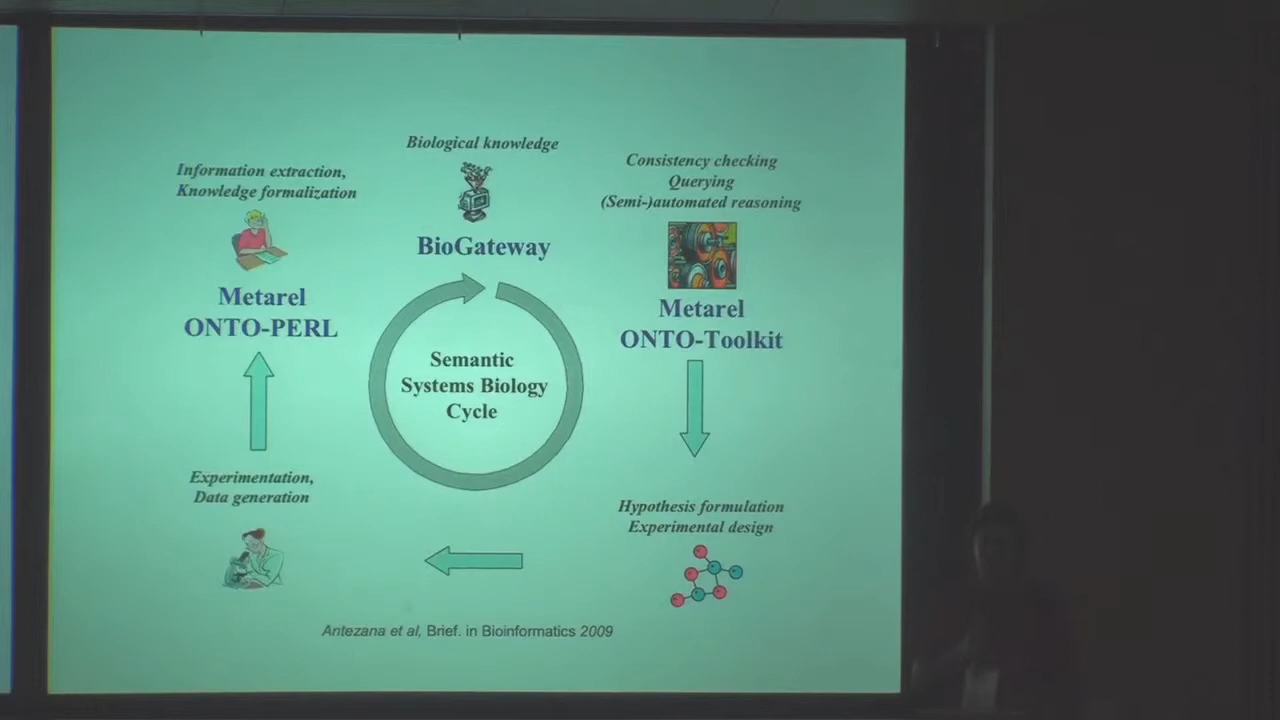 Biological knowledge
BioGateway
Information extraction,
Knowledge formalization
Metarel
ONTO-PERL
Consistency checking
Querying
(Semi-)automated reasoning
Metarel
ONTO-Toolkit
Semantic
Systems Biology
Cycle
Experimentation,
Data generation
Hypothesis formulation
Experimental design
Antezana et al, Brief. in Bioinformatics 2009